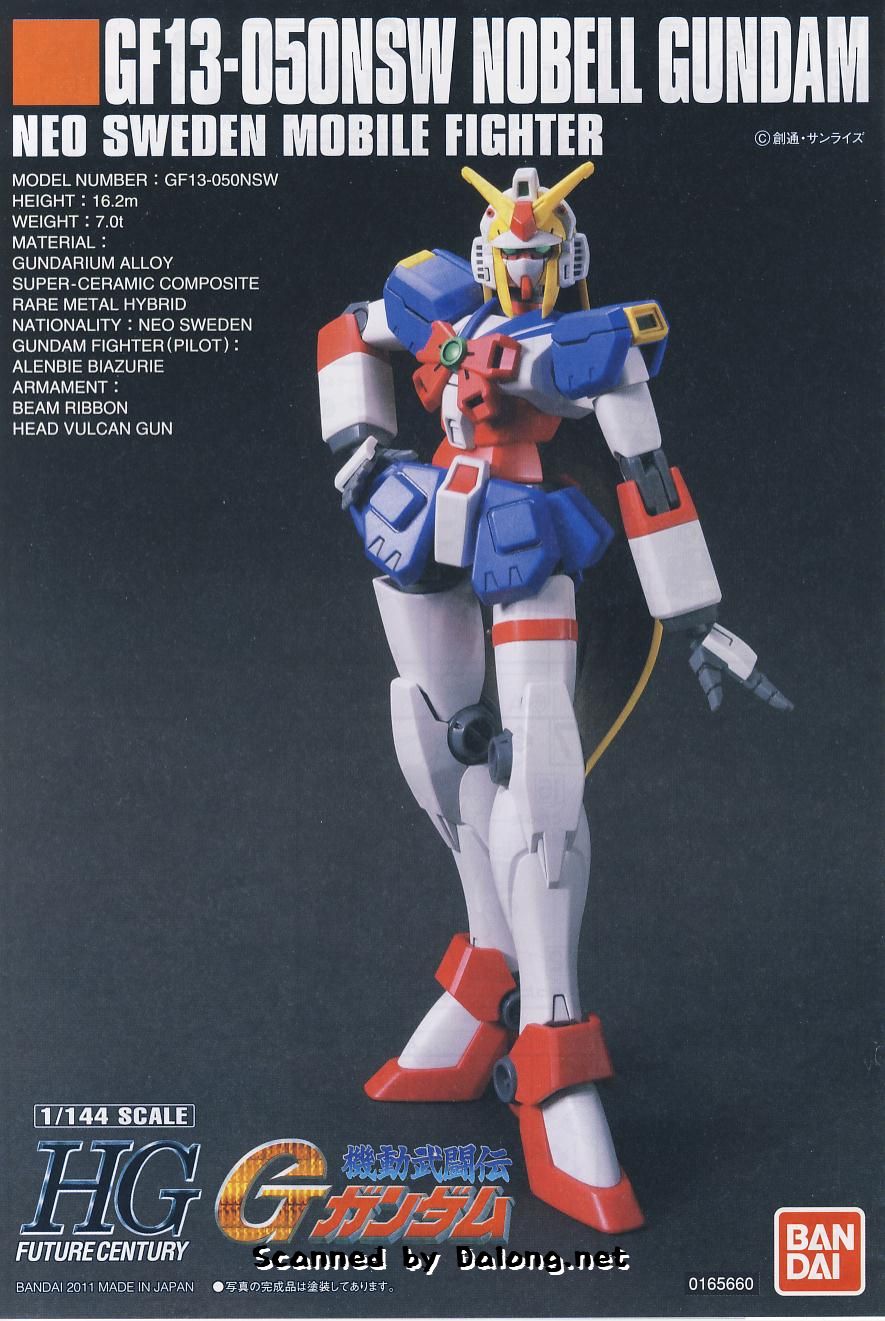 GF13-050NSW NOBELL GUNDAM
NEO SWEDEN MOBILE FIGHTER
©創通・サンライズ
MODEL NUMBER：GF13-050NSW
HEIGHT：16.2m
WEIGHT：7.0t
MATERIAL：
GUNDARIUM ALLOY
SUPER-CERAMIC COMPOSITE
RARE METAL HYBRID
NATIONALITY：NEO SWEDEN
GUNDAM FIGHTER(PILOT)：
ALENBIE BIAZURIE
ARMAMENT：
BEAM RIBBON
HEAD VULCAN GUN
1/144 SCALE
HG
FUTURE CENTURY
機動武闘伝
Gガンダム
Scanned by Dalong.net
BANDAI 2011 MADE IN JAPAN ●写真の完成品は塗装してあります。
0165660
BAN
DAI